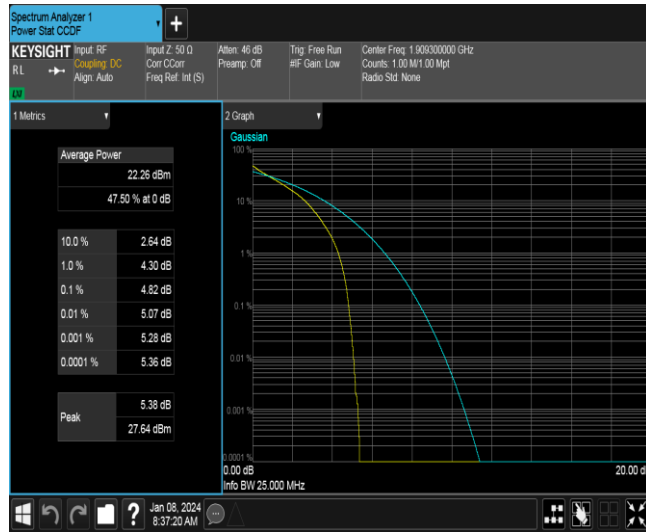 Spectrum Analyzer 1
Power Stat CCDF
KEYSIGHT
RL
LXI
Input: RF
Coupling: DC
Align: Auto
Input Z: 50 Ω
Corr CCorr
Freq Ref: Int (S)
Atten: 46 dB
Preamp: Off
Trig: Free Run
#IF Gain: Low
Center Freq: 1.909300000 GHz
Counts: 1.00 M/1.00 Mpt
Radio Std: None
1 Metrics
Average Power
22.26 dBm
47.50 % at 0 dB
10.0 % 2.64 dB
1.0 % 4.30 dB
0.1 % 4.82 dB
0.01 % 5.07 dB
0.001 % 5.28 dB
0.0001 % 5.36 dB
Peak
5.38 dB
27.64 dBm
2 Graph
Gaussian
100 %
10 %
1 %
0.1 %
0.01 %
0.001 %
0.0001 %
0.00 dB 20.00 d
Info BW 25.000 MHz
?
Jan 08, 2024
8:37:20 AM